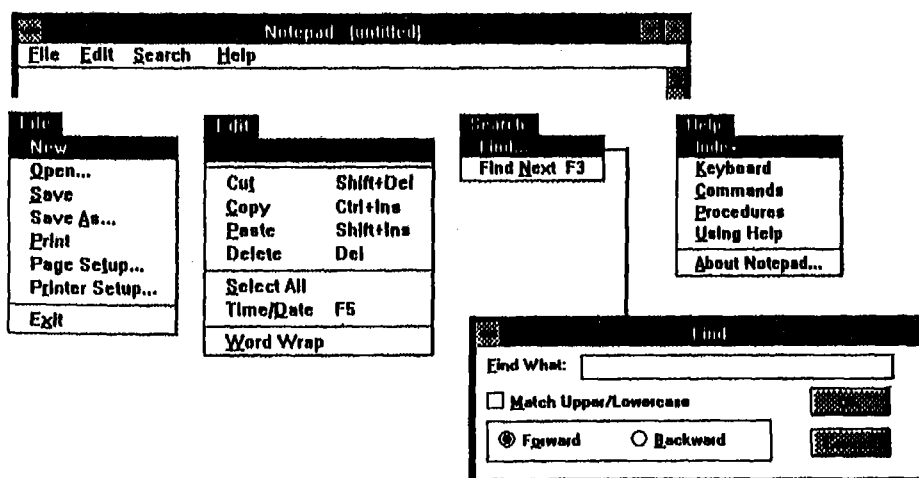 Notepad (untitled)
File Edit Search Help
File
New
Open...
Save
Save As...
Print
Page Setup...
Printer Setup...
Exit
Edit
Cut Shift+Del
Copy Ctrl+Ins
Paste Shift+Ins
Delete Del
Select All
Time/Date F5
Word Wrap
Search
Find...
Find Next F3
Help
Index
Keyboard
Commands
Procedures
Using Help
About Notepad...
Find
Find What:
Match Upper/Lowercase
Forward Backward